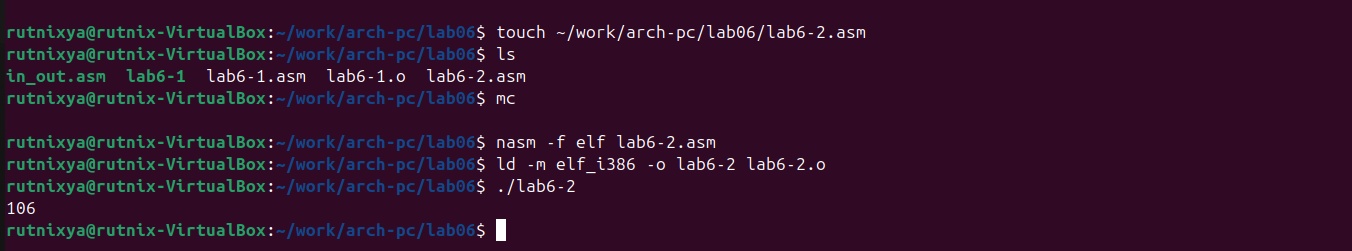 rutnixya@rutnix-VirtualBox:~/work/arch-pc/lab06$ touch ~/work/arch-pc/lab06/lab6-2.asm
rutnixya@rutnix-VirtualBox:~/work/arch-pc/lab06$ ls
in_out.asm  lab6-1  lab6-1.asm  lab6-1.o  lab6-2.asm
rutnixya@rutnix-VirtualBox:~/work/arch-pc/lab06$ mc
rutnixya@rutnix-VirtualBox:~/work/arch-pc/lab06$ nasm -f elf lab6-2.asm
rutnixya@rutnix-VirtualBox:~/work/arch-pc/lab06$ ld -m elf_i386 -o lab6-2 lab6-2.o
rutnixya@rutnix-VirtualBox:~/work/arch-pc/lab06$ ./lab6-2
106
rutnixya@rutnix-VirtualBox:~/work/arch-pc/lab06$